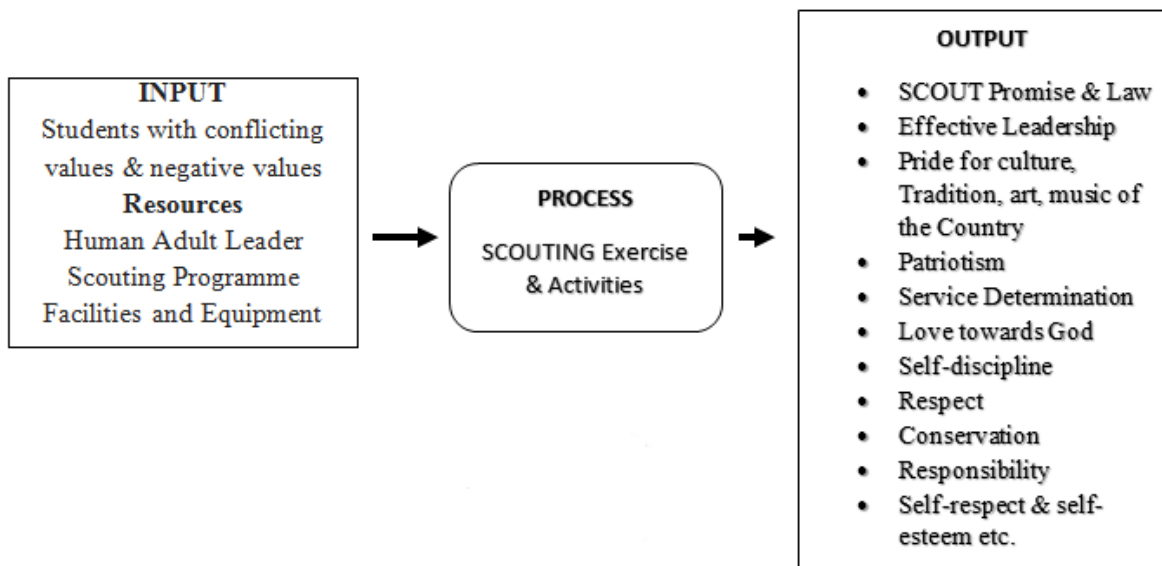 INPUT
Students with conflicting
values & negative values
Resources
Human Adult Leader
Scouting Programme
Facilities and Equipment
PROCESS
SCOUTING Exercise
& Activities
OUTPUT
• SCOUT Promise & Law
• Effective Leadership
• Pride for culture,
Tradition, art, music of
the Country
• Patriotism
• Service Determination
• Love towards God
• Self-discipline
• Respect
• Conservation
• Responsibility
• Self-respect & self-
esteem etc.